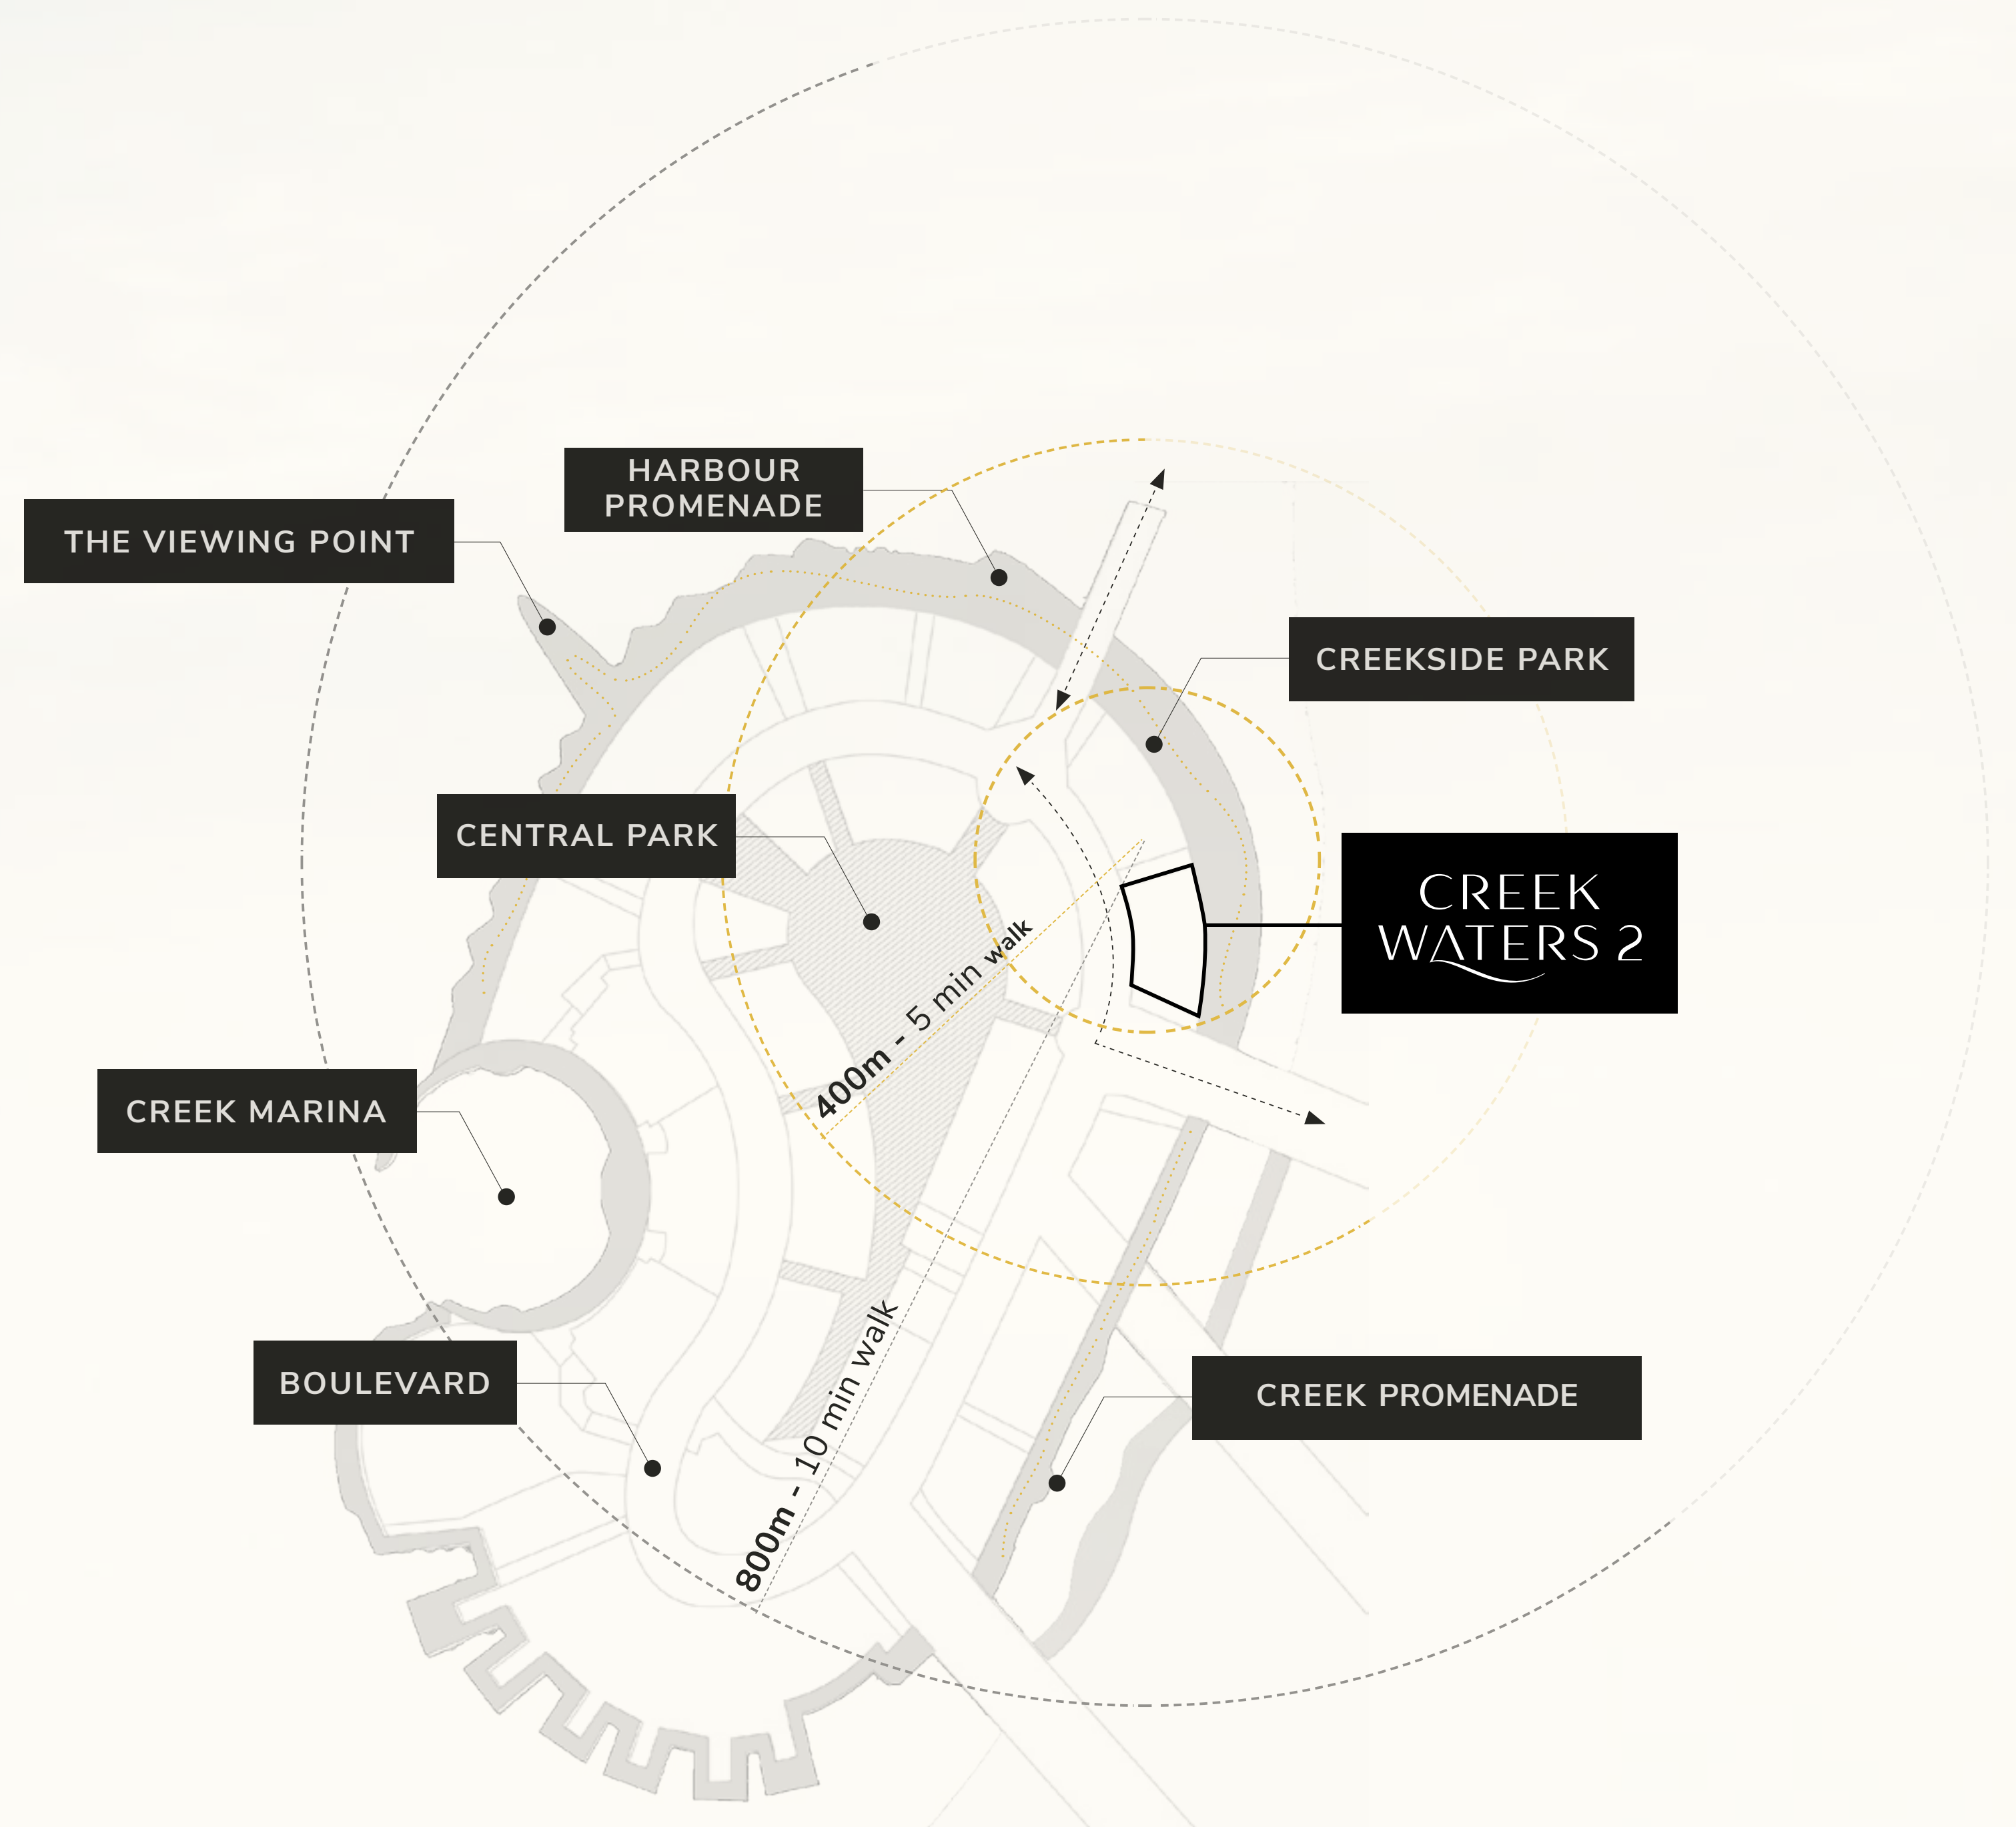 HARBOUR
PROMENADE
THE VIEWING POINT
CREEKSIDE PARK
CENTRAL PARK
CREEK
WATERS 2
400m - 5 min walk
CREEK MARINA
BOULEVARD
800m - 10 min walk
CREEK PROMENADE